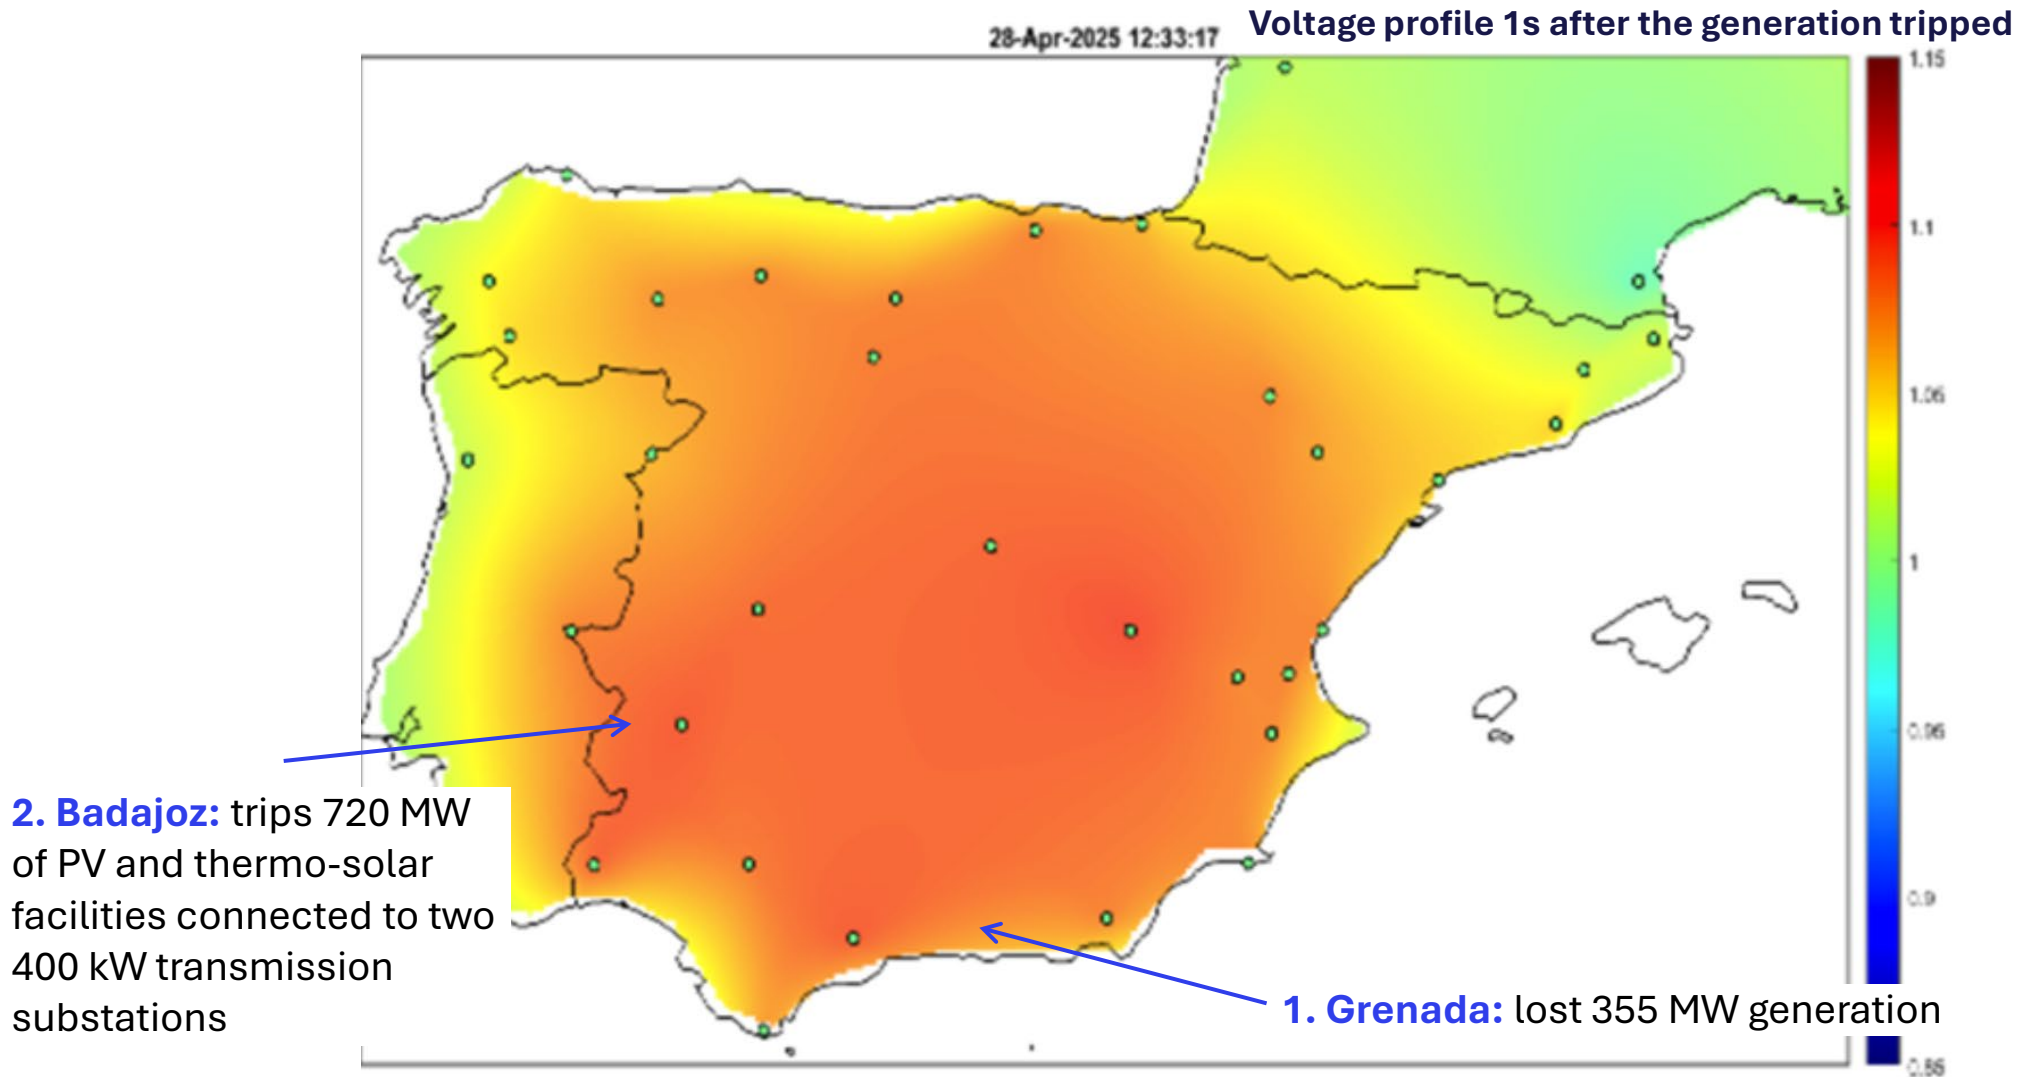 Voltage profile 1s after the generation tripped
28-Apr-2025 12:33:17
1.15
1.1
1.05
1
0.95
0.9
0.85
2. Badajoz: trips 720 MW
of PV and thermo-solar
facilities connected to two
400 kW transmission
substations
1. Grenada: lost 355 MW generation